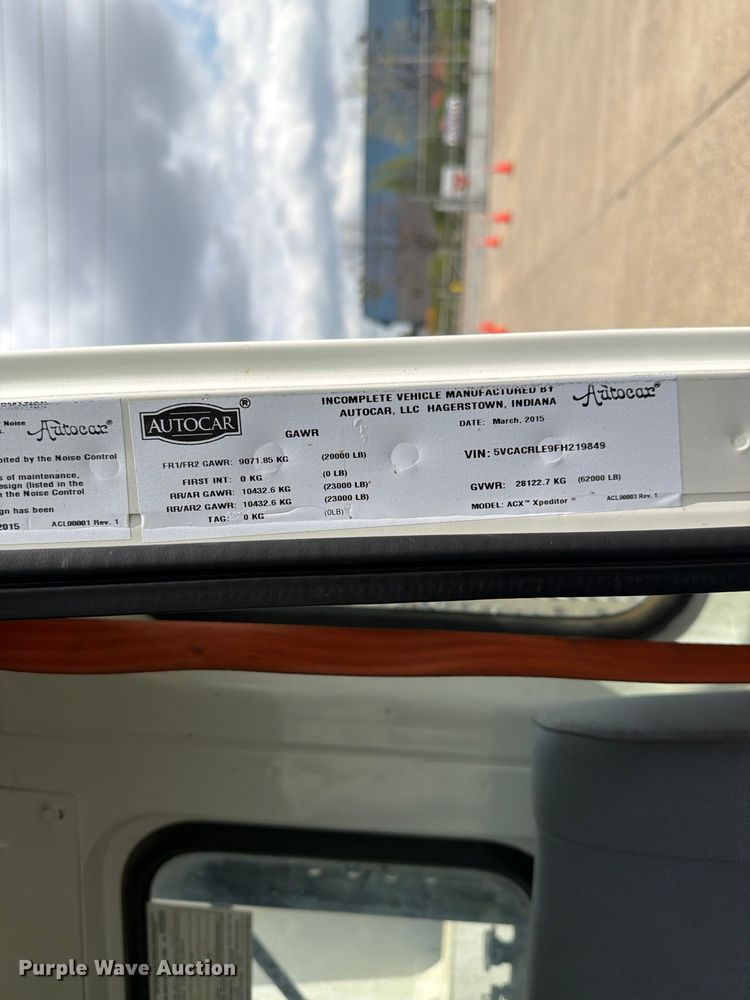 Noise
Autocar®
bited by the Noise Control
s of maintenance,
esign (listed in the
n the Noise Control
gn has been
2015 ACL00001 Rev. 1
AUTOCAR ®
INCOMPLETE VEHICLE MANUFACTURED BY
AUTOCAR, LLC HAGERSTOWN, INDIANA
Autocar®
GAWR
DATE: March, 2015
FR1/FR2 GAWR: 9071.85 KG (20000 LB)
VIN: 5VCACRLE9FH219849
FIRST INT: 0 KG (0 LB)
RR/AR GAWR: 10432.6 KG (23000 LB)
GVWR: 28122.7 KG (62000 LB)
RR/AR2 GAWR: 10432.6 KG (23000 LB)
MODEL: ACX™ Xpeditor® ACL00003 Rev. 1
TAG: 0 KG (0LB)
Purple Wave Auction